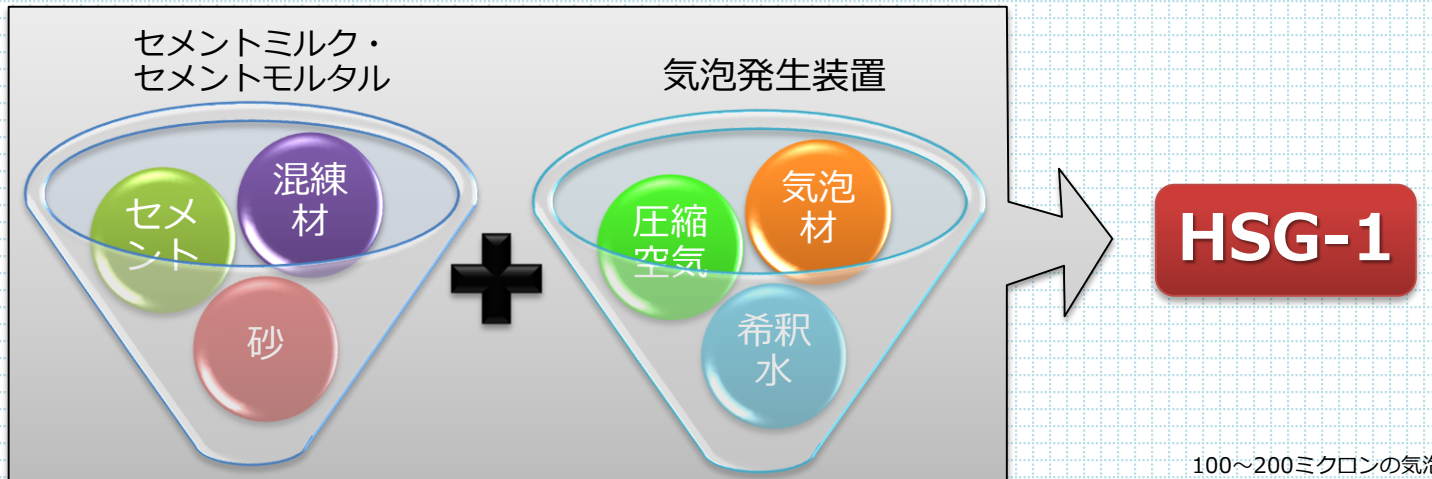 セメントミルク・
セメントモルタル
気泡発生装置
セメ
ント
混練
材
砂
圧縮
空気
気泡
材
希釈
水
HSG-1
100～200ミクロンの気泡